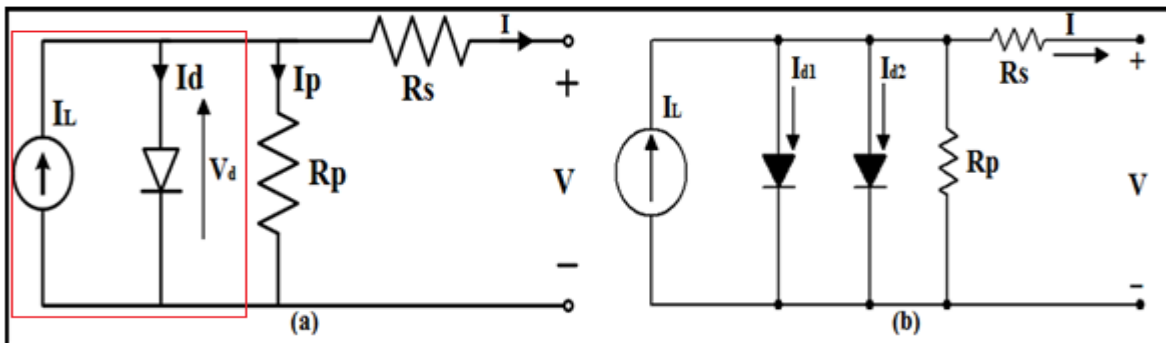 I
Id
Ip
Rs
+
IL
Vd
Rp
V
−
(a)
I
Id1
Id2
Rs
+
IL
Rp
V
−
(b)